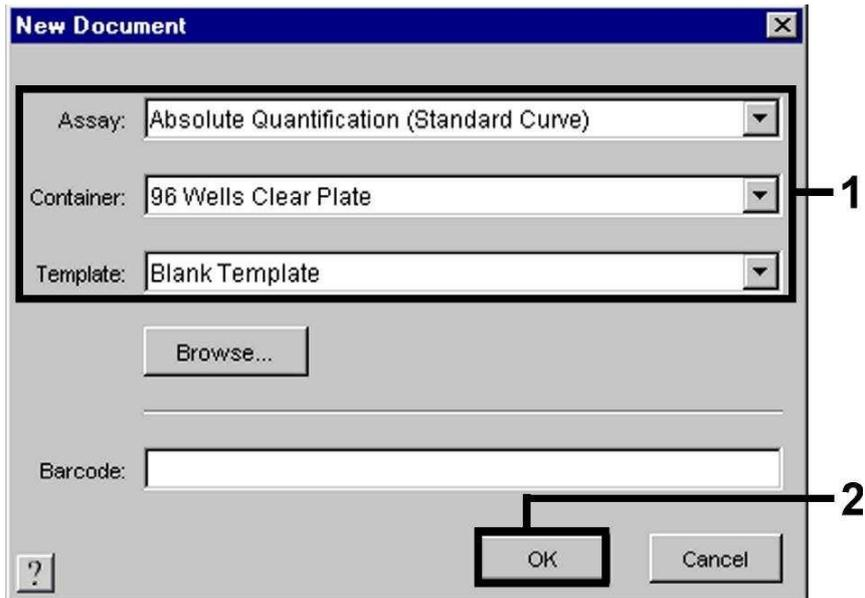 New Document
Assay: Absolute Quantification (Standard Curve)
1
Container: 96 Wells Clear Plate
Template: Blank Template
Browse...
Barcode:
2
OK Cancel
?